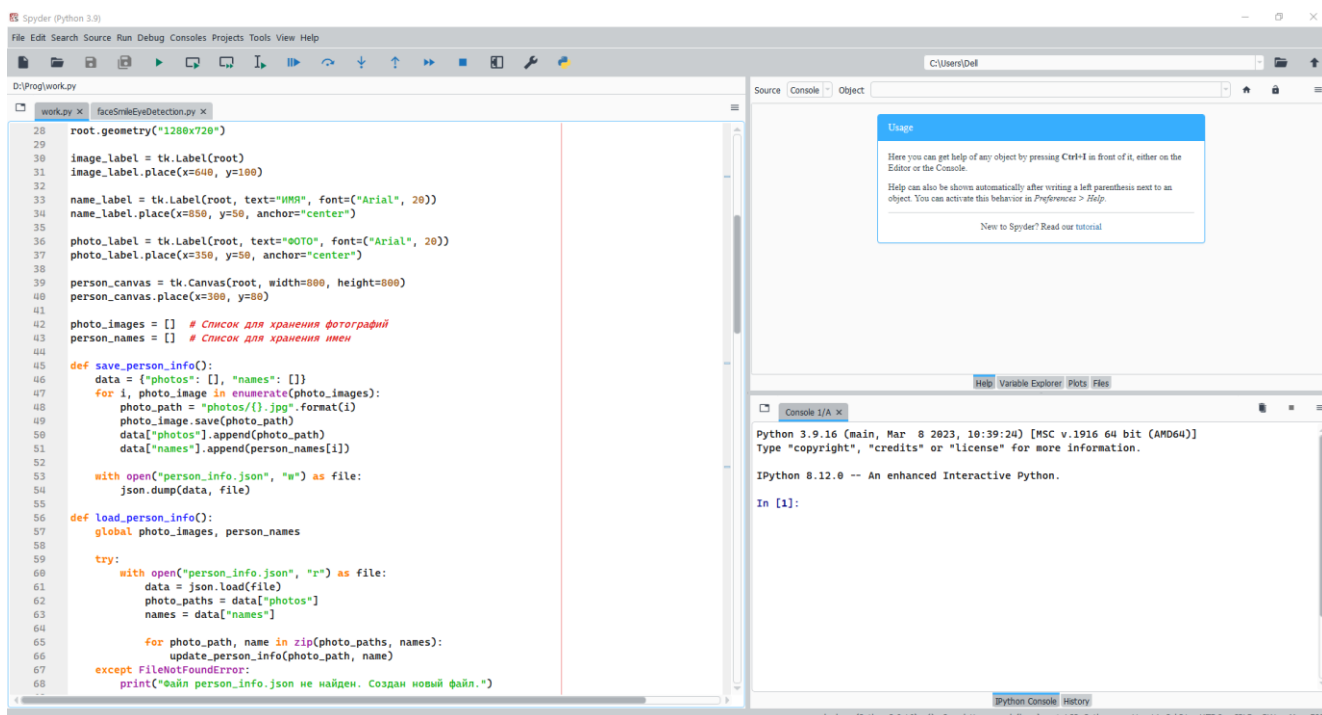 Spyder (Python 3.9)
File Edit Search Source Run Debug Consoles Projects Tools View Help
C:\Users\Dell
D:\Prog\work.py
work.py
faceSmileEyeDetection.py
28 root.geometry("1280x720")
29
30 image_label = tk.Label(root)
31 image_label.place(x=640, y=100)
32
33 name_label = tk.Label(root, text="ИМЯ", font=("Arial", 20))
34 name_label.place(x=850, y=50, anchor="center")
35
36 photo_label = tk.Label(root, text="ФОТО", font=("Arial", 20))
37 photo_label.place(x=350, y=50, anchor="center")
38
39 person_canvas = tk.Canvas(root, width=800, height=800)
40 person_canvas.place(x=300, y=80)
41
42 photo_images = []  # Список для хранения фотографий
43 person_names = []  # Список для хранения имен
44
45 def save_person_info():
46     data = {"photos": [], "names": []}
47     for i, photo_image in enumerate(photo_images):
48         photo_path = "photos/{}.jpg".format(i)
49         photo_image.save(photo_path)
50         data["photos"].append(photo_path)
51         data["names"].append(person_names[i])
52
53     with open("person_info.json", "w") as file:
54         json.dump(data, file)
55
56 def load_person_info():
57     global photo_images, person_names
58
59     try:
60         with open("person_info.json", "r") as file:
61             data = json.load(file)
62             photo_paths = data["photos"]
63             names = data["names"]
64
65             for photo_path, name in zip(photo_paths, names):
66                 update_person_info(photo_path, name)
67     except FileNotFoundError:
68         print("Файл person_info.json не найден. Создан новый файл.")
Source Console Object
Usage
Here you can get help of any object by pressing Ctrl+I in front of it, either on the
Editor or the Console.
Help can also be shown automatically after writing a left parenthesis next to an
object. You can activate this behavior in Preferences > Help.
New to Spyder? Read our tutorial
Help Variable Explorer Plots Files
Console 1/A
Python 3.9.16 (main, Mar  8 2023, 10:39:24) [MSC v.1916 64 bit (AMD64)]
Type "copyright", "credits" or "license" for more information.
IPython 8.12.0 -- An enhanced Interactive Python.
In [1]:
IPython Console History